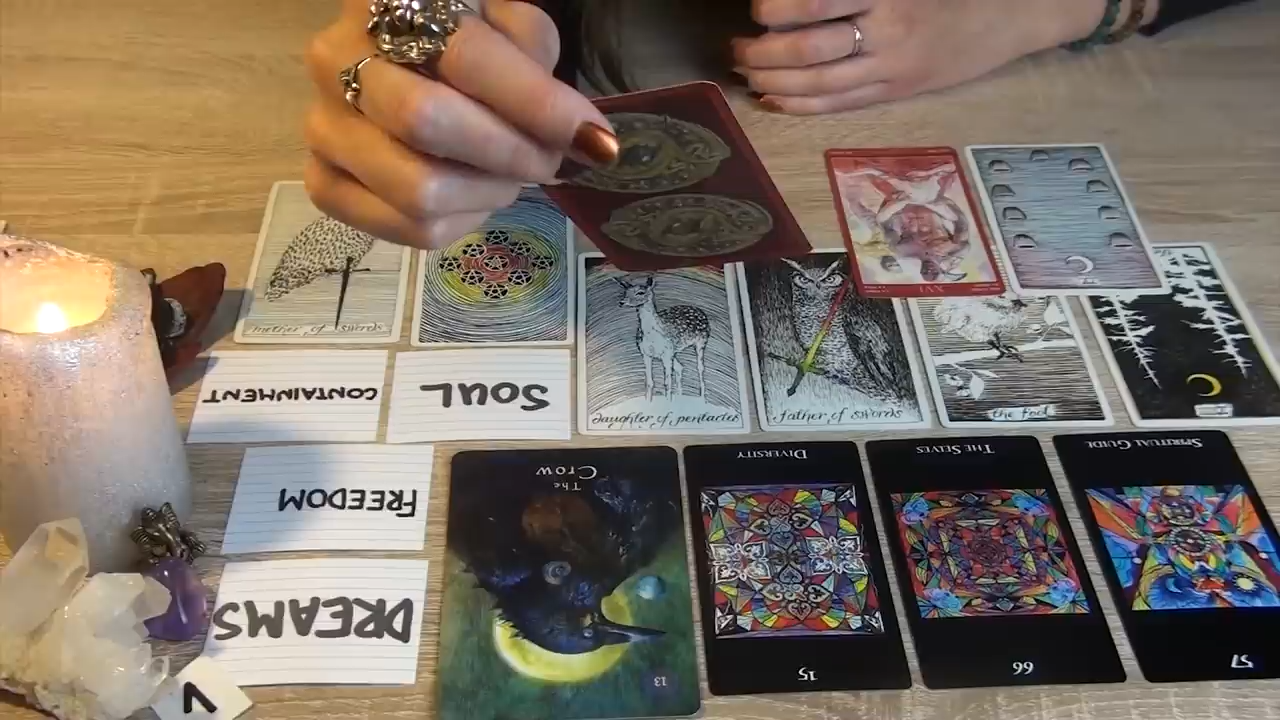 mother of swords
CONTAINMENT
SOUL
daughter of pentacles
father of swords
the fool
XVI
FREEDOM
DREAMS
The
Crow
13
DIVERSITY
15
THE SELVES
66
SPIRITUAL GUIDE
57
V